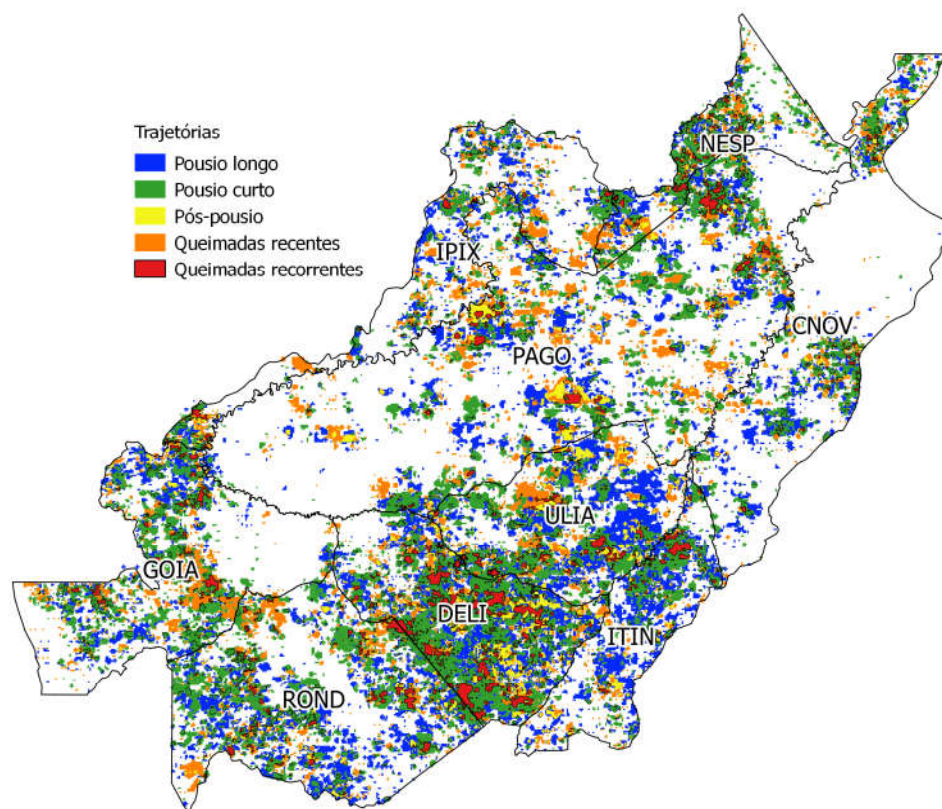 Trajetórias
Pousio longo
Pousio curto
Pós-pousio
Queimadas recentes
Queimadas recorrentes
NESP
IPIX
CNOV
PAGO
ULIA
GOIA
DELI
ITIN
ROND